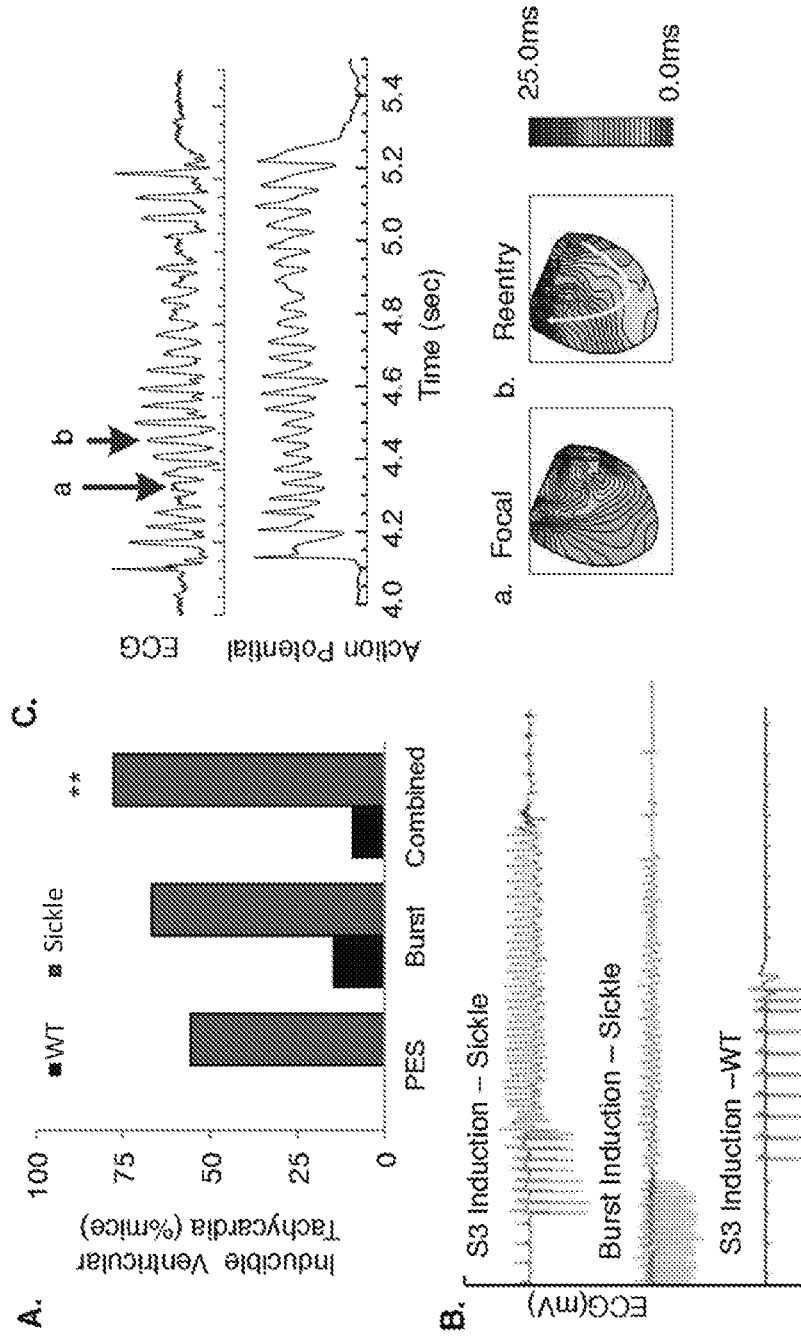 A.
Inducible Ventricular
Tachycardia (%mice)
100
75
50
25
0
WT
Sickle
**
PES
Burst
Combined
B.
ECG(mV)
S3 Induction – Sickle
Burst Induction – Sickle
S3 Induction –WT
C.
ECG
a
b
Action Potential
4.0
4.2
4.4
4.6
4.8
5.0
5.2
5.4
Time (sec)
a. Focal
b. Reentry
25.0ms
0.0ms